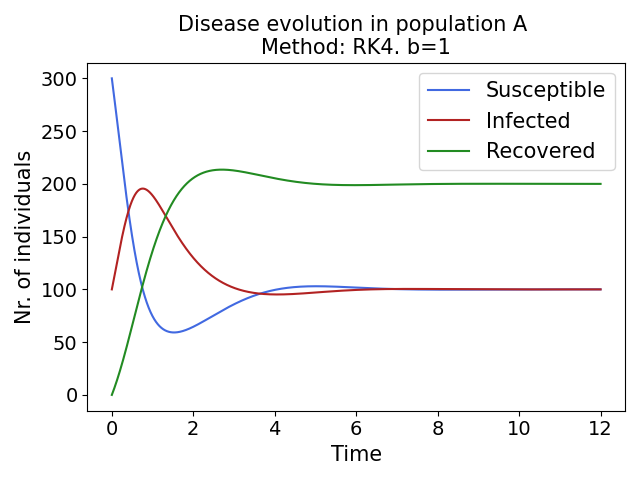 Disease evolution in population A
Method: RK4. b=1
Nr. of individuals
300
250
200
150
100
50
0
Susceptible
Infected
Recovered
0 2 4 6 8 10 12
Time